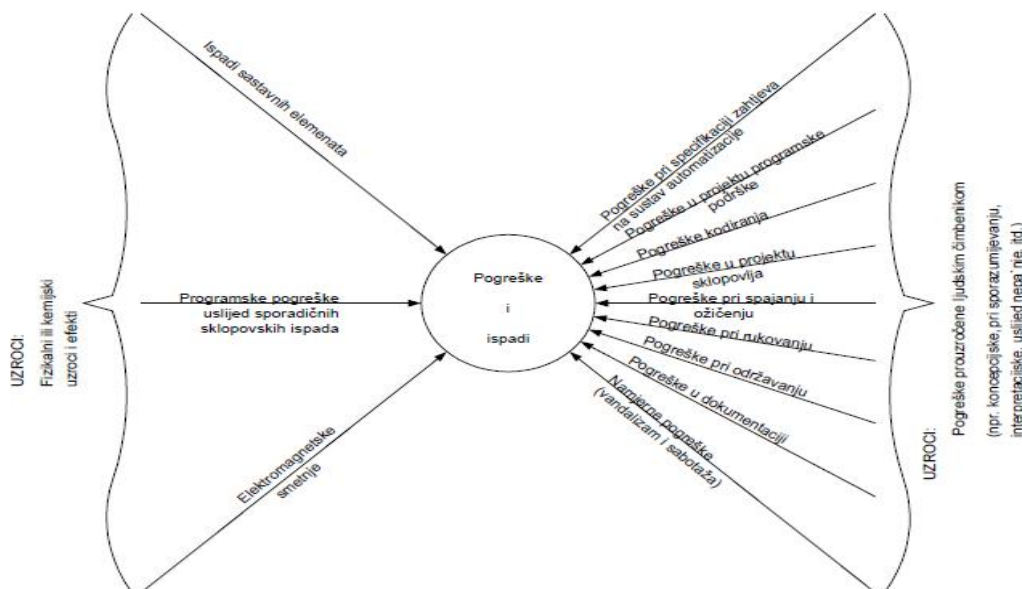 UZROCI:
Fizikalni ili kemijski
uzroci i efekti
Ispadi sastavnih elemenata
Programske pogreške
uslijed sporadičnih
sklopovskih ispada
Elektromagnetske
smetnje
Pogreške
i
ispadi
Pogreške pri specifikaciji zahtjeva
na sustav automatizacije
Pogreške u projektu programske
podrške
Pogreške kodiranja
Pogreške u projektu
sklopovlja
Pogreške pri spajanju i
ožičenju
Pogreške pri rukovanju
Pogreške pri održavanju
Pogreške u dokumentaciji
Namjerne pogreške
(vandalizam i sabotaža)
UZROCI:
Pogreške prouzročene ljudskim čimbenikom
(npr. koncepcijske, pri sporazumijevanju,
interpretacijske, uslijed itd.)